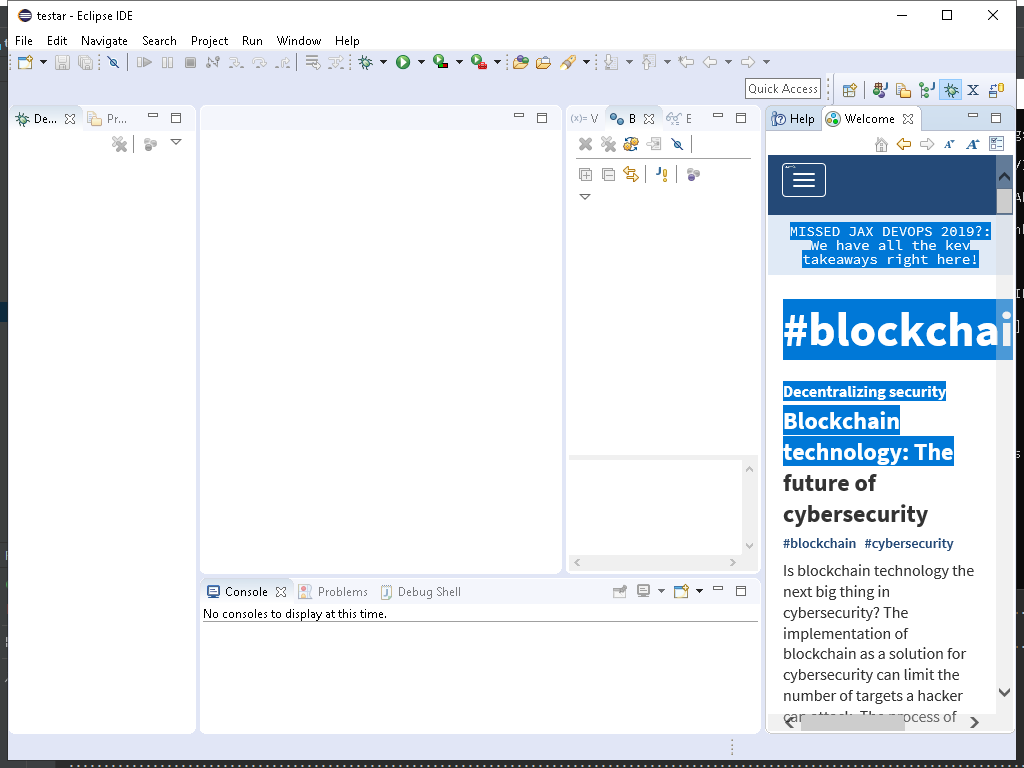 testar - Eclipse IDE
File Edit Navigate Search Project Run Window Help
Quick Access
De...
Pr...
(x)= V
B
E
Help
Welcome
MISSED JAX DEVOPS 2019?:
We have all the key
takeaways right here!
#blockchai
Decentralizing security
Blockchain
technology: The
future of
cybersecurity
#blockchain #cybersecurity
Is blockchain technology the
next big thing in
cybersecurity? The
implementation of
blockchain as a solution for
cybersecurity can limit the
number of targets a hacker
can attack. The process of
Console
Problems
Debug Shell
No consoles to display at this time.